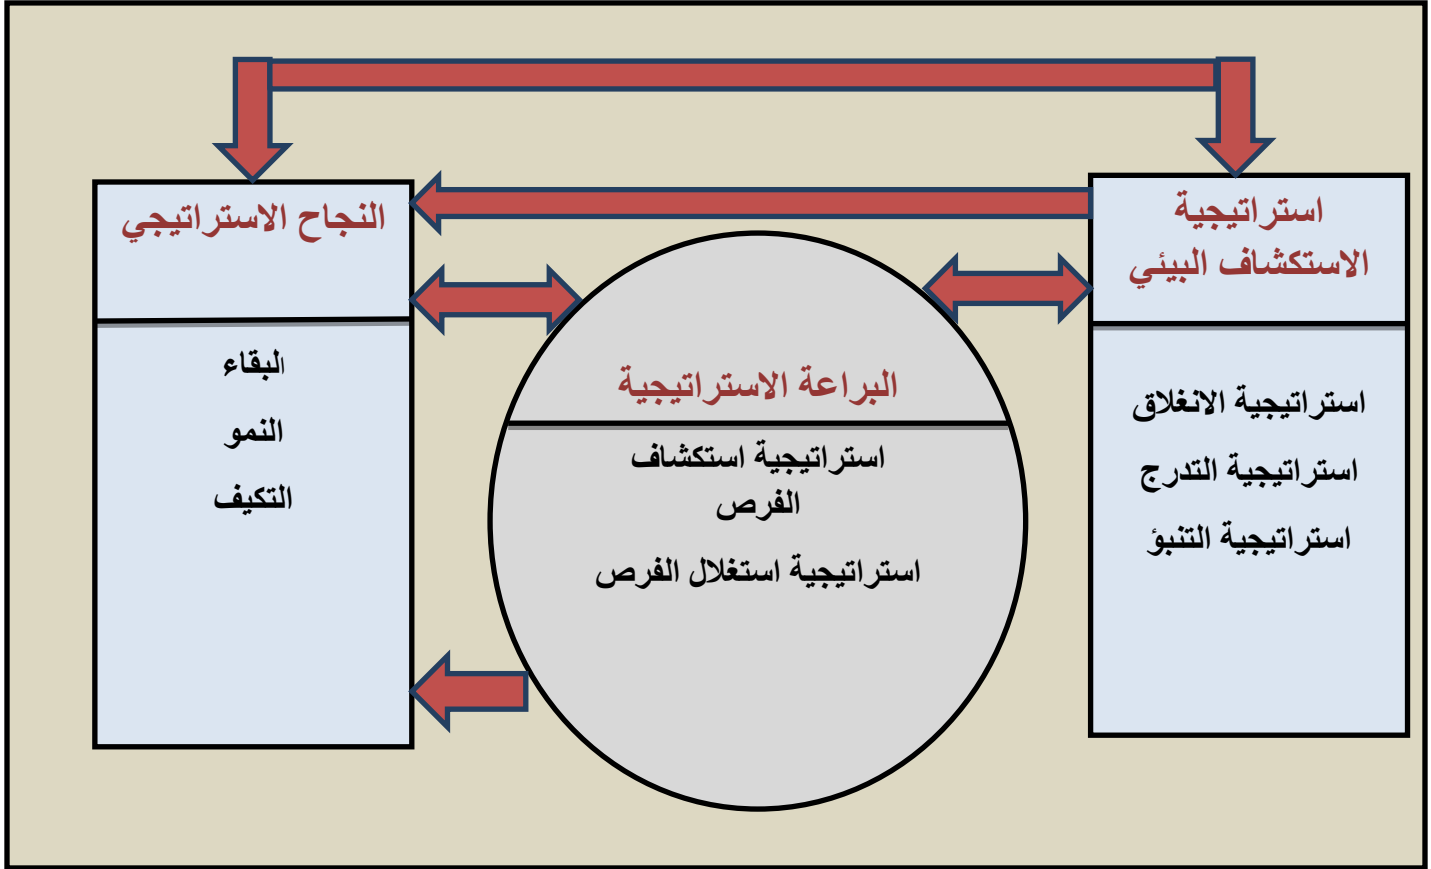 استراتيجية
الاستكشاف البيئي
استراتيجية الانغلاق
استراتيجية التدرج
استراتيجية التنبؤ
البراعة الاستراتيجية
استراتيجية استكشاف
الفرص
استراتيجية استغلال الفرص
النجاح الاستراتيجي
البقاء
النمو
التكيف